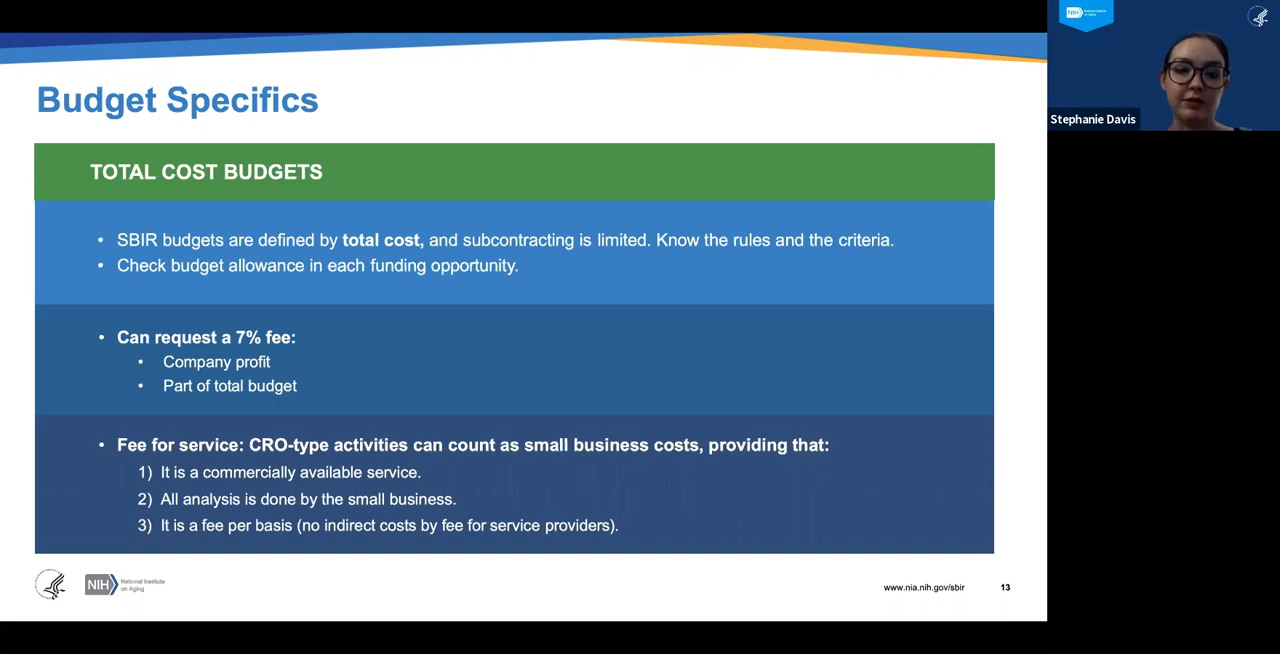 Budget Specifics
TOTAL COST BUDGETS
• SBIR budgets are defined by total cost, and subcontracting is limited. Know the rules and the criteria.
• Check budget allowance in each funding opportunity.
• Can request a 7% fee:
• Company profit
• Part of total budget
• Fee for service: CRO-type activities can count as small business costs, providing that:
1) It is a commercially available service.
2) All analysis is done by the small business.
3) It is a fee per basis (no indirect costs by fee for service providers).
NIH National Institute
on Aging
www.nia.nih.gov/sbir 13
NIH National Institute
on Aging
Stephanie Davis